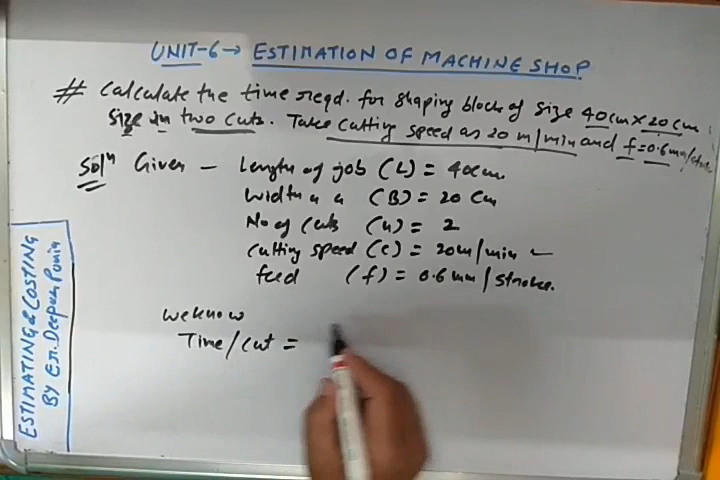 UNIT-6→ ESTIMATION OF MACHINE SHOP
# Calculate the time reqd. for shaping block of size 40cm×20cm
size in two cuts. Take cutting speed as 20 m/min and f=0.6mm/stroke
Solⁿ Given – Length of job (L) = 40cm.
Width " " (B) = 20 Cm
No of cuts (n) = 2
Cutting speed (c) = 20m/min
feed (f) = 0.6 mm/stroke.
We know
Time/cut =
ESTIMATING & COSTING
BY ER. Deepak Punia